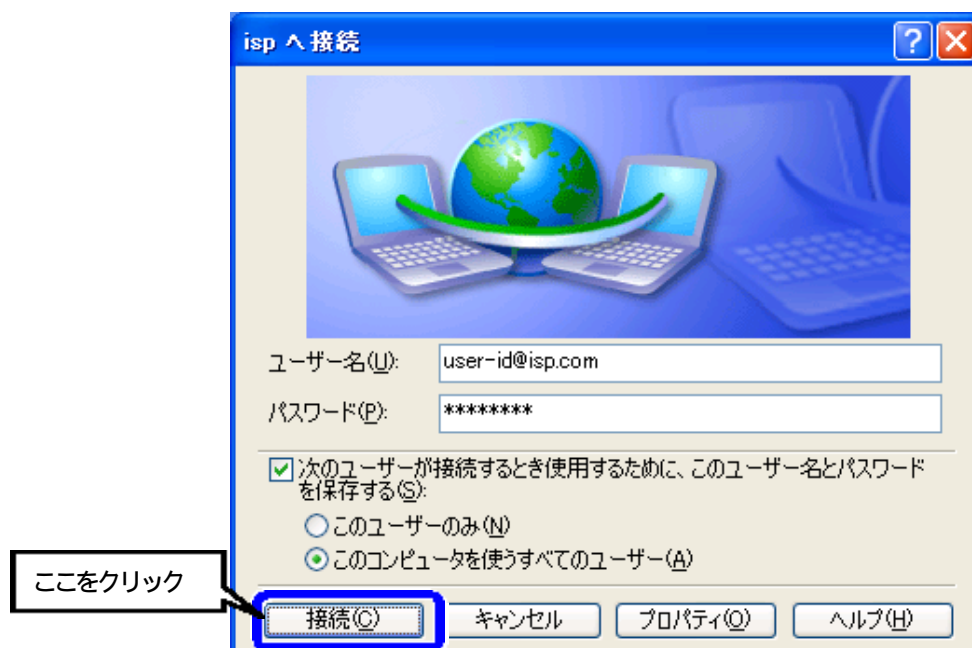 isp へ接続
ユーザー名(U):
user-id@isp.com
パスワード(P):
********
次のユーザーが接続するとき使用するために、このユーザー名とパスワード
を保存する(S):
このユーザーのみ(N)
このコンピュータを使うすべてのユーザー(A)
ここをクリック
接続(C) キャンセル プロパティ(O) ヘルプ(H)